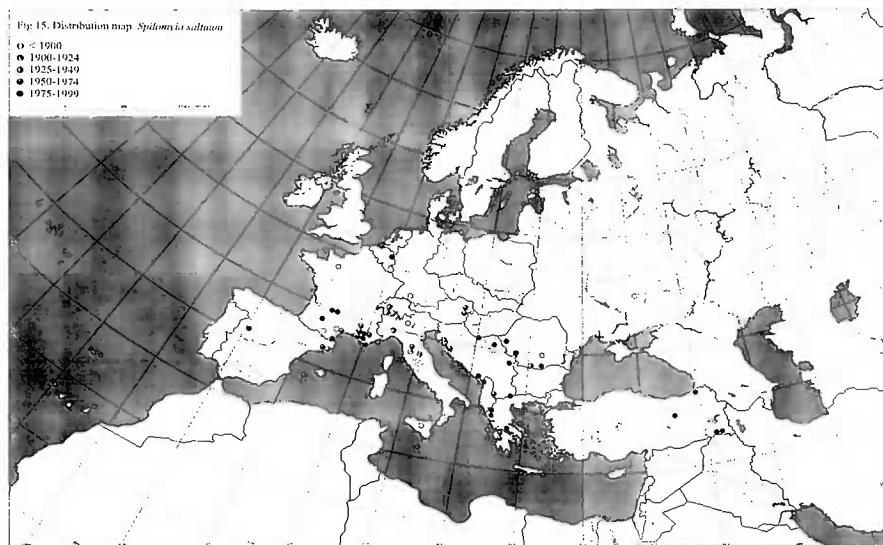 Fig 15. Distribution map Spilomyia saltuum
○ < 1900
◔ 1900-1924
◑ 1925-1949
◕ 1950-1974
● 1975-1999